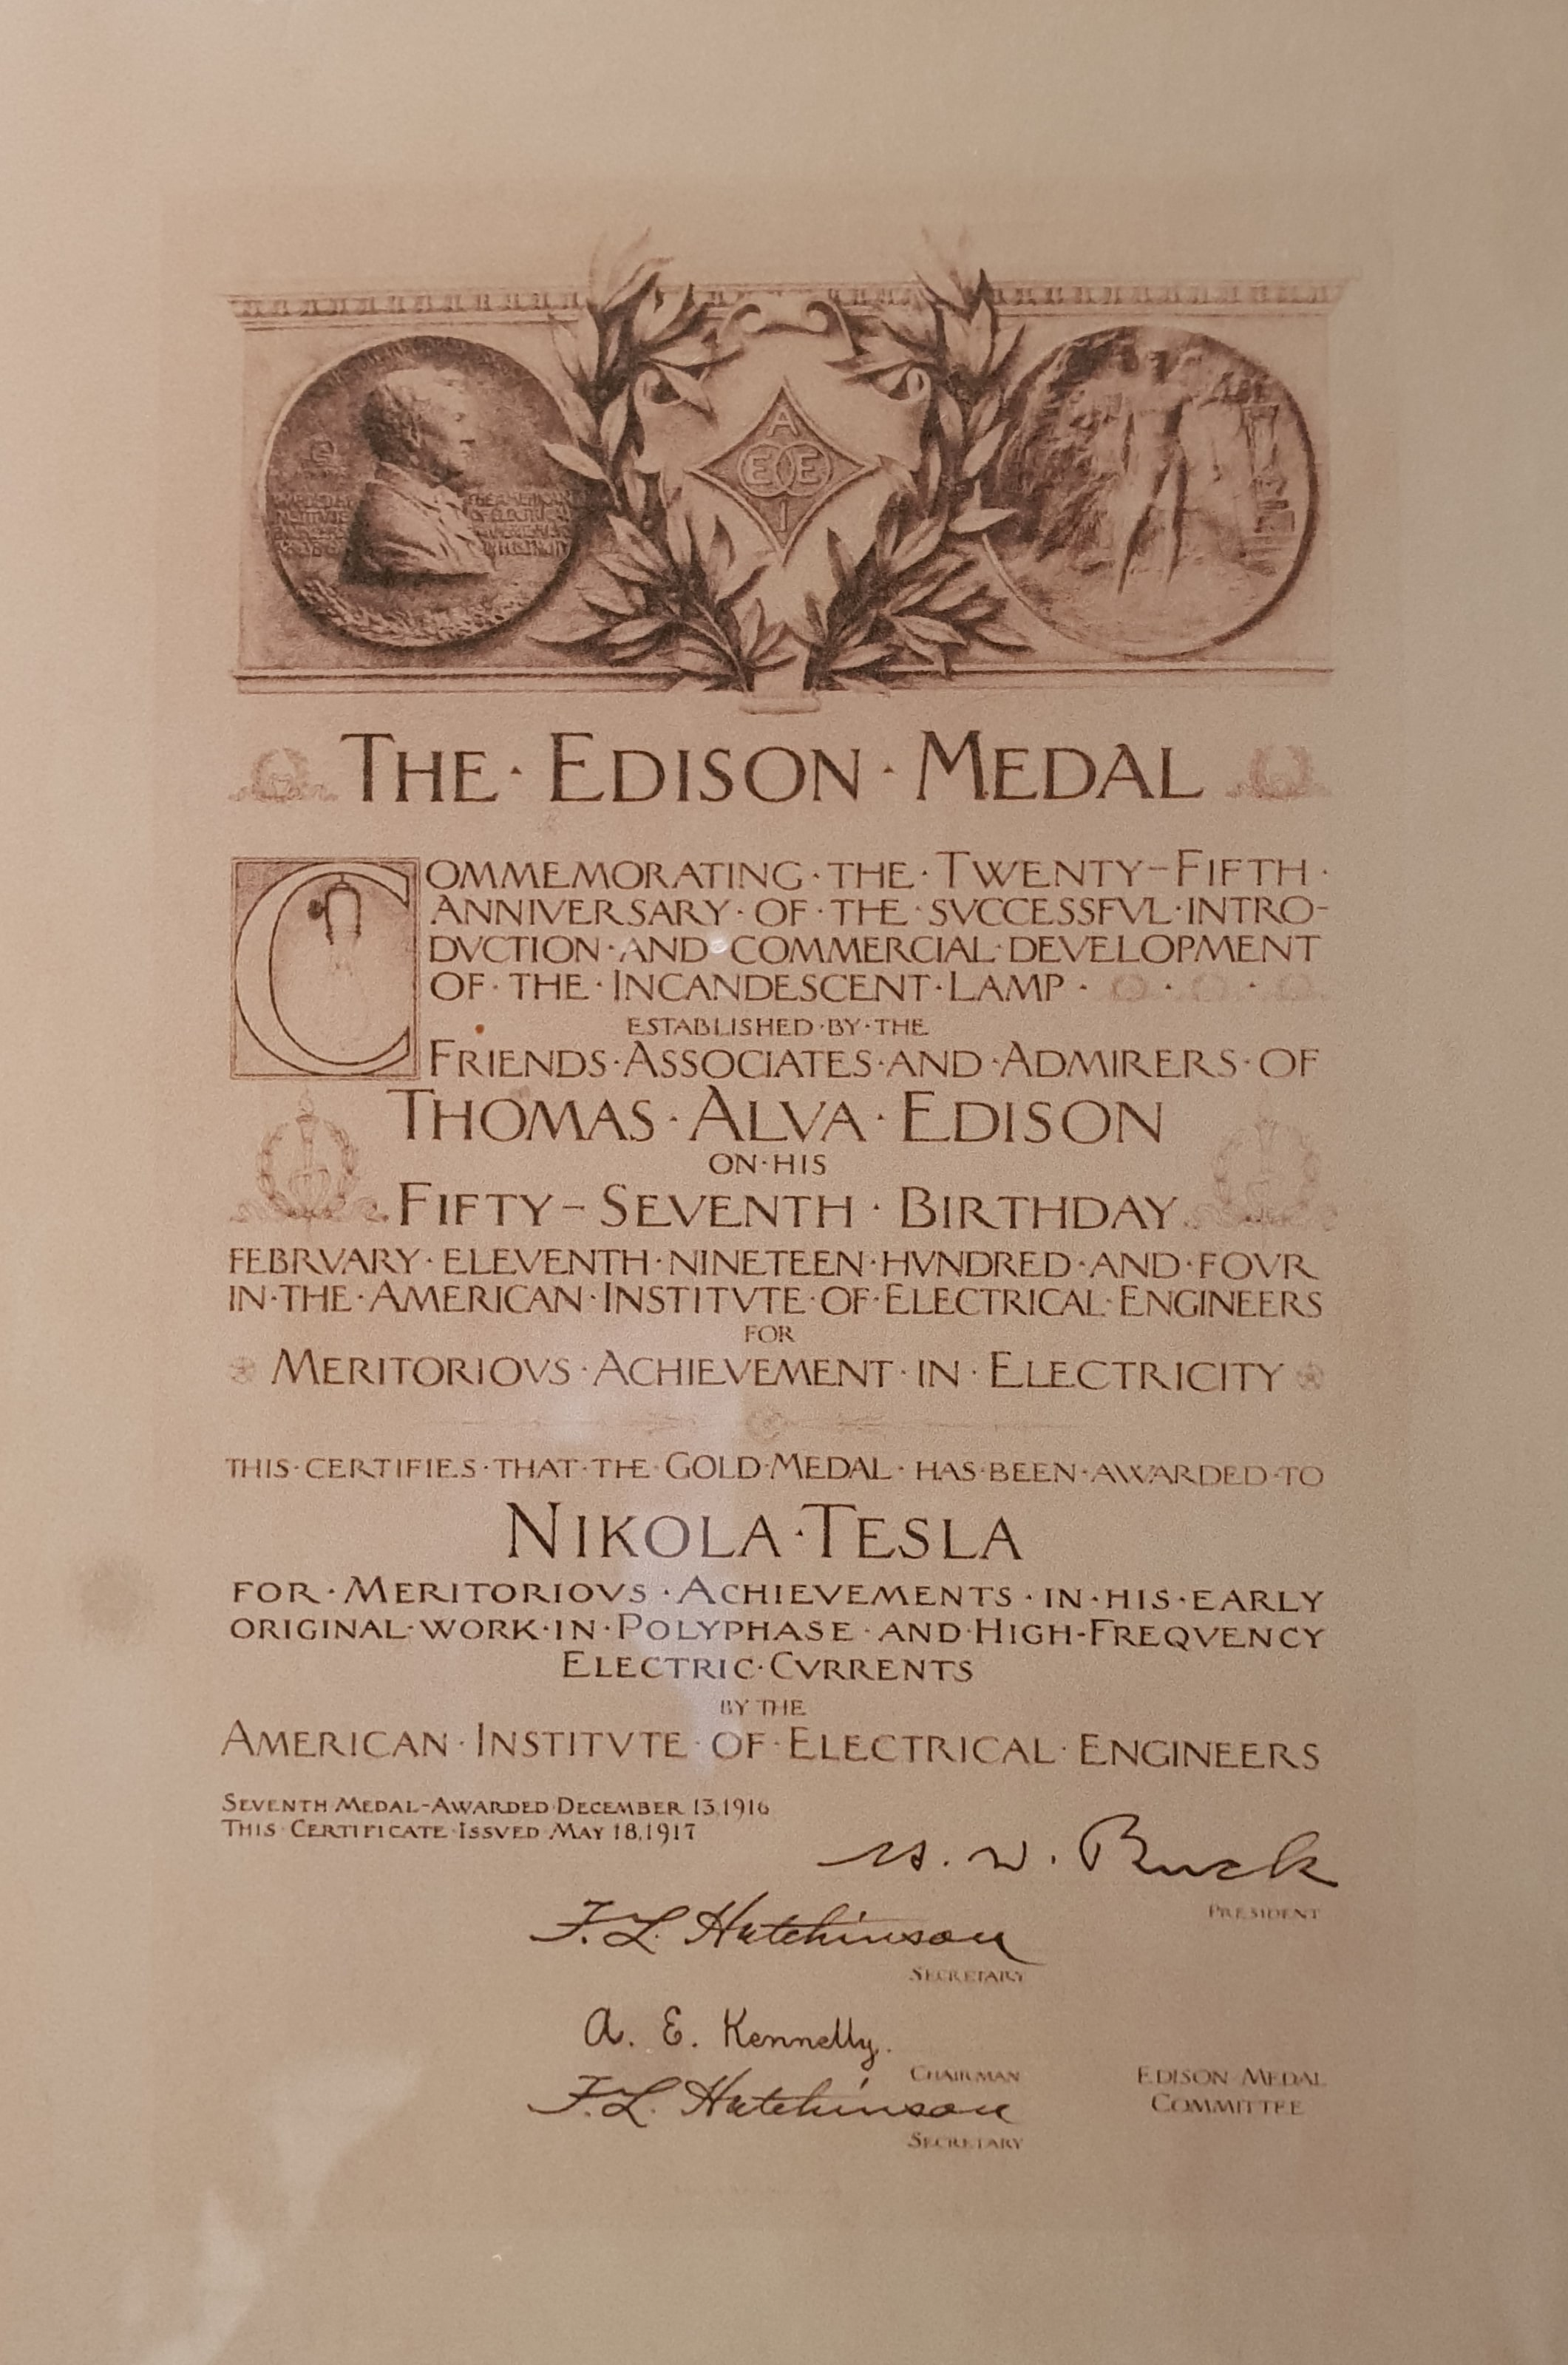 A
E E
I
THE · EDISON · MEDAL
COMMEMORATING · THE · TWENTY-FIFTH ·
ANNIVERSARY · OF · THE · SVCCESSFVL · INTRO-
DVCTION · AND · COMMERCIAL · DEVELOPMENT
OF · THE · INCANDESCENT · LAMP ·
ESTABLISHED · BY · THE
FRIENDS · ASSOCIATES · AND · ADMIRERS · OF
THOMAS · ALVA · EDISON
ON · HIS
FIFTY-SEVENTH · BIRTHDAY
FEBRVARY · ELEVENTH · NINETEEN · HVNDRED · AND · FOVR
IN · THE · AMERICAN · INSTITVTE · OF · ELECTRICAL · ENGINEERS
FOR
MERITORIOVS · ACHIEVEMENT · IN · ELECTRICITY
THIS · CERTIFIES · THAT · THE · GOLD · MEDAL · HAS · BEEN · AWARDED · TO
NIKOLA · TESLA
FOR · MERITORIOVS · ACHIEVEMENTS · IN · HIS · EARLY
ORIGINAL · WORK · IN · POLYPHASE · AND · HIGH-FREQVENCY
ELECTRIC · CVRRENTS
BY THE
AMERICAN · INSTITVTE · OF · ELECTRICAL · ENGINEERS
SEVENTH MEDAL-AWARDED DECEMBER 13, 1916
THIS CERTIFICATE ISSVED MAY 18, 1917
H. W. Buck
PRESIDENT
F. L. Hutchinson
SECRETARY
A. E. Kennelly.
CHAIRMAN
EDISON MEDAL
COMMITTEE
F. L. Hutchinson
SECRETARY